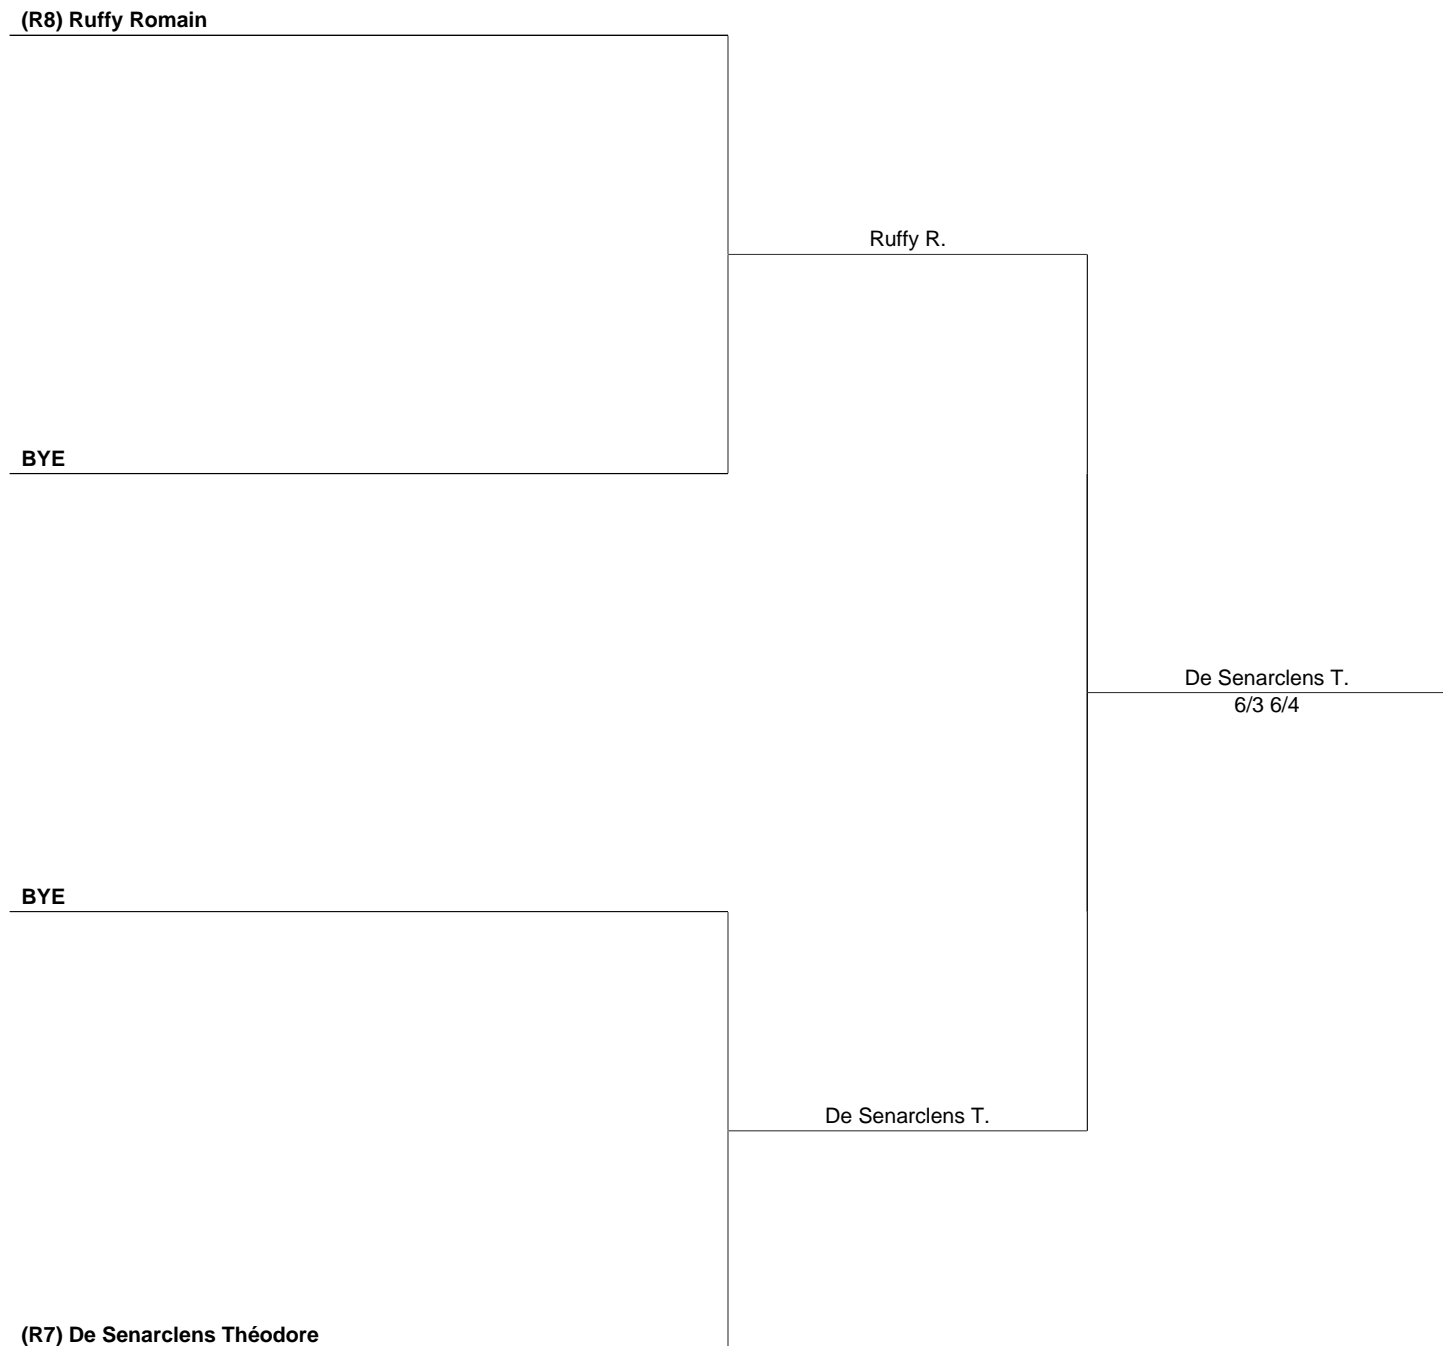 (R8) Ruffy Romain
Ruffy R.
BYE
De Senarclens T.
6/3 6/4
BYE
De Senarclens T.
(R7) De Senarclens Théodore